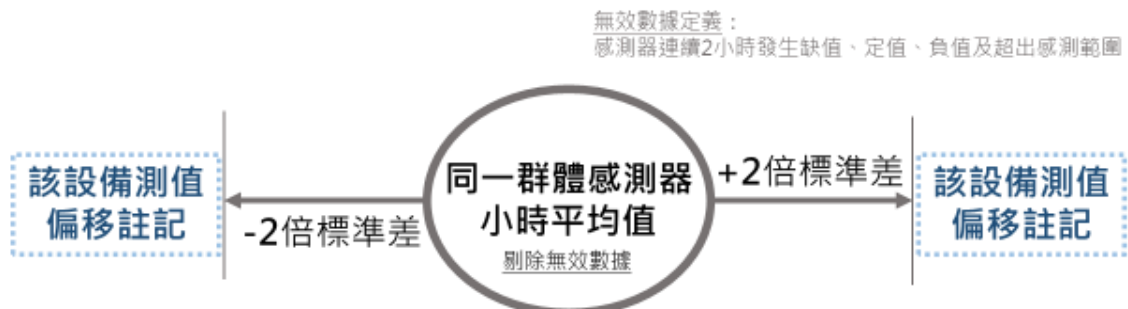 無效數據定義：
感測器連續2小時發生缺值、定值、負值及超出感測範圍
該設備測值
偏移註記
-2倍標準差
同一群體感測器
小時平均值
剔除無效數據
+2倍標準差
該設備測值
偏移註記